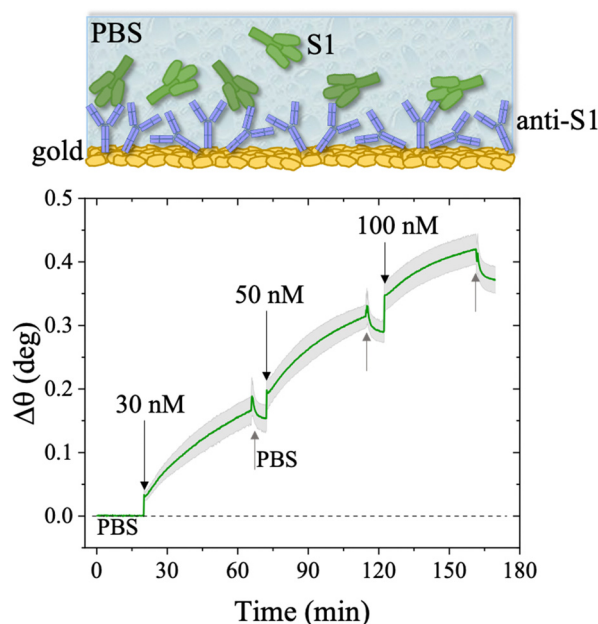 PBS
S1
anti-S1
gold
0.5
100 nM
0.4
50 nM
0.3
30 nM
0.2
PBS
0.1
0.0
PBS
Δθ (deg)
0 30 60 90 120 150 180
Time (min)